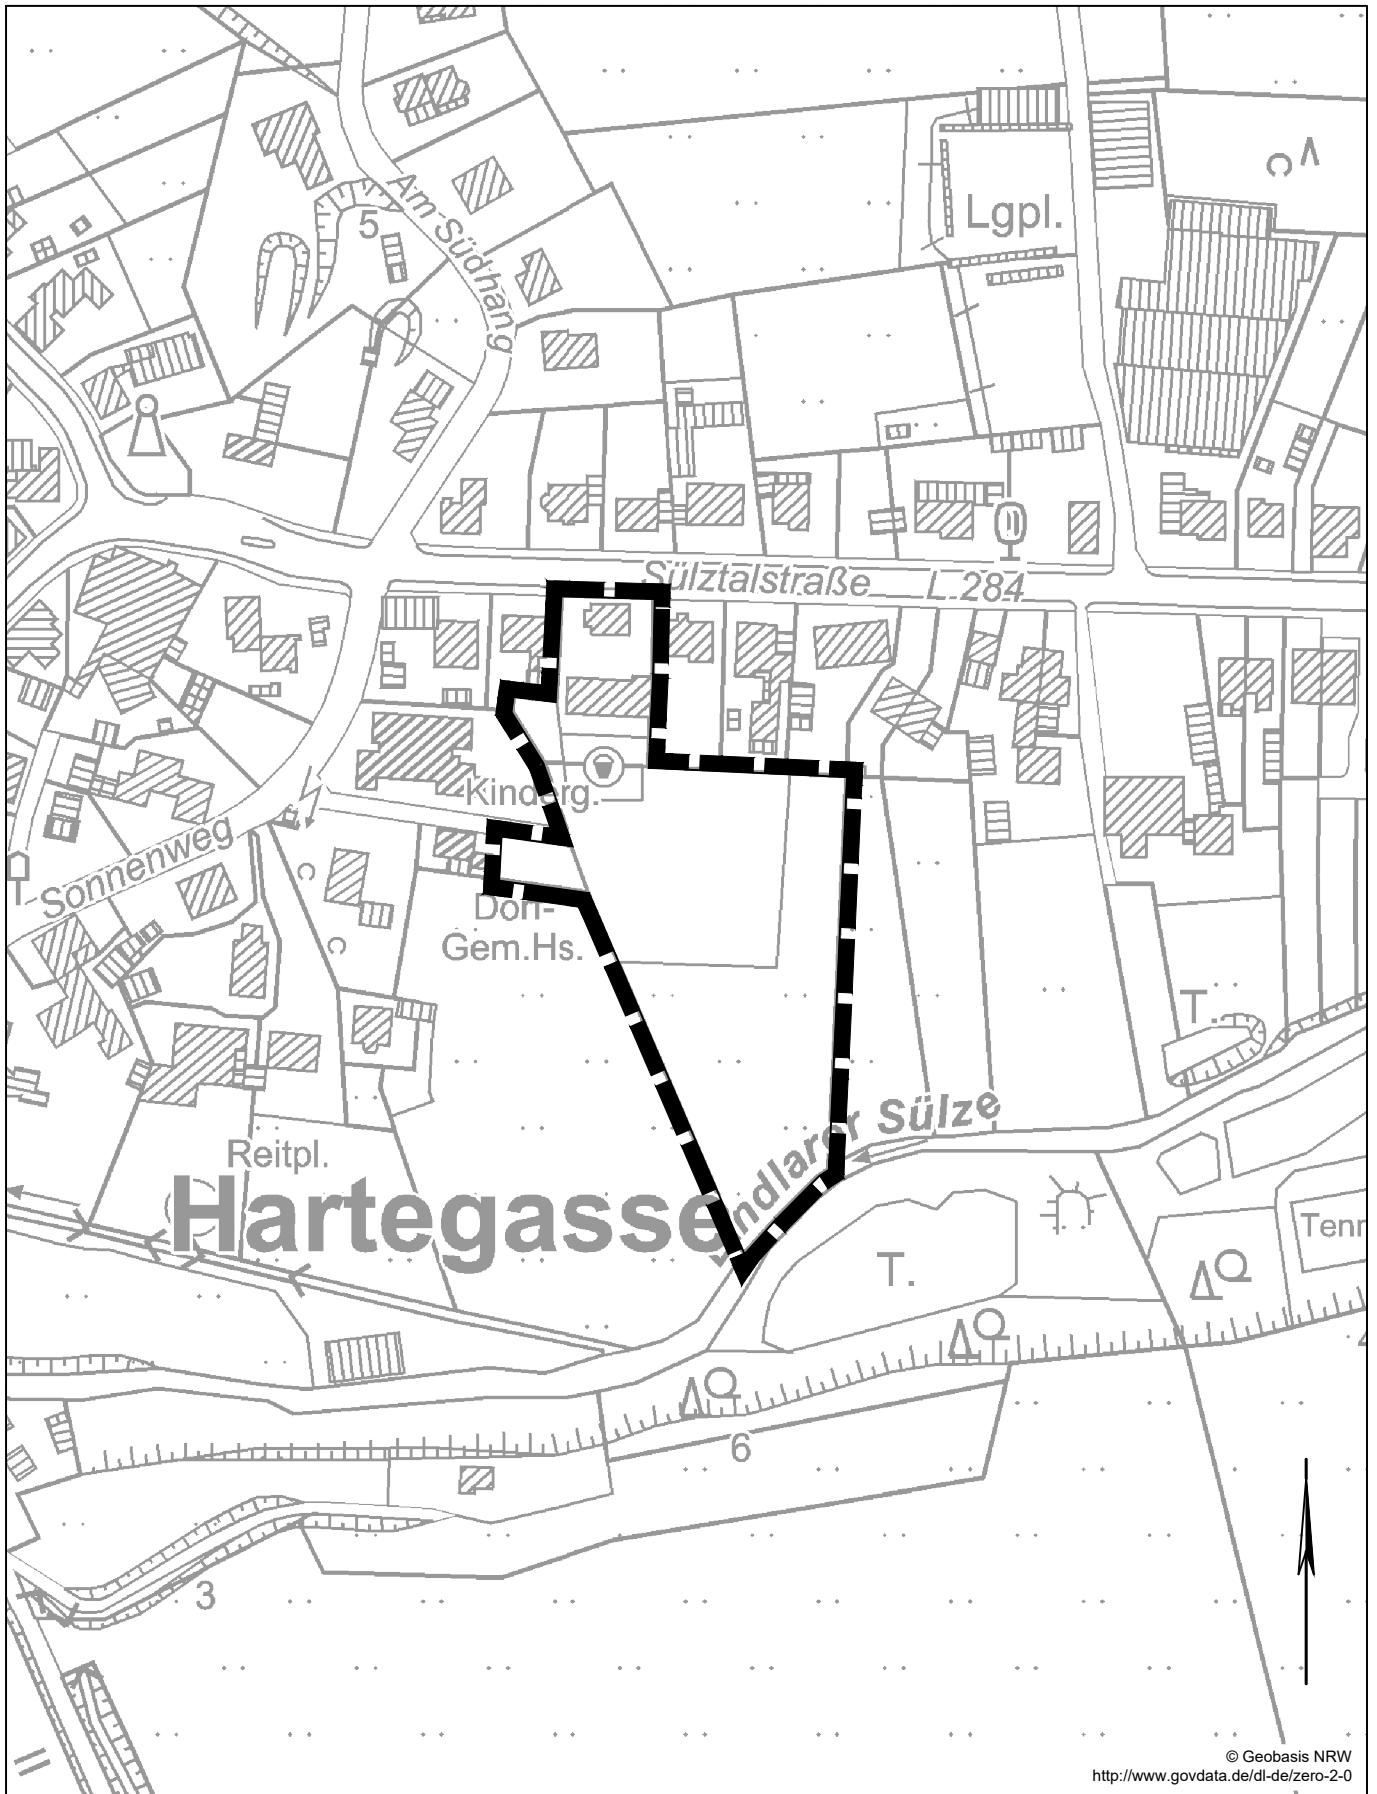 Am Südhang
5
Lgpl.
Sülztalstraße L 284
Kinderg.
Sonnenweg
Dorf-
Gem.Hs.
T.
Lindlarer Sülze
Reitpl.
Hartegasse
T.
Tenn
6
3
© Geobasis NRW
http://www.govdata.de/dl-de/zero-2-0